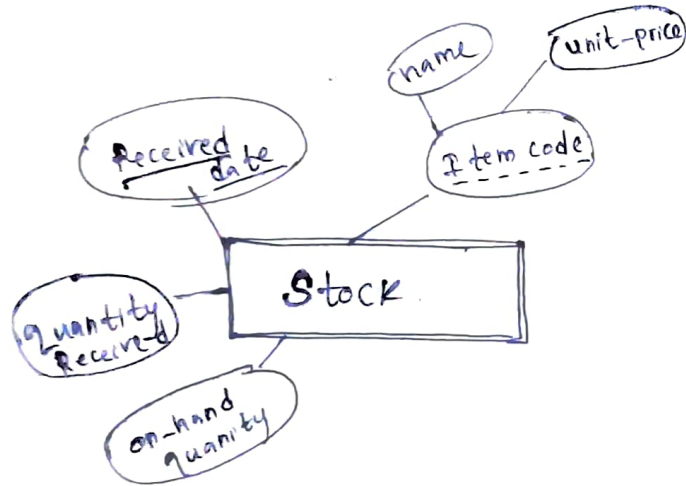 name
unit-price
Received
date
Item code
Stock
quantity
Received
on-hand
quanity